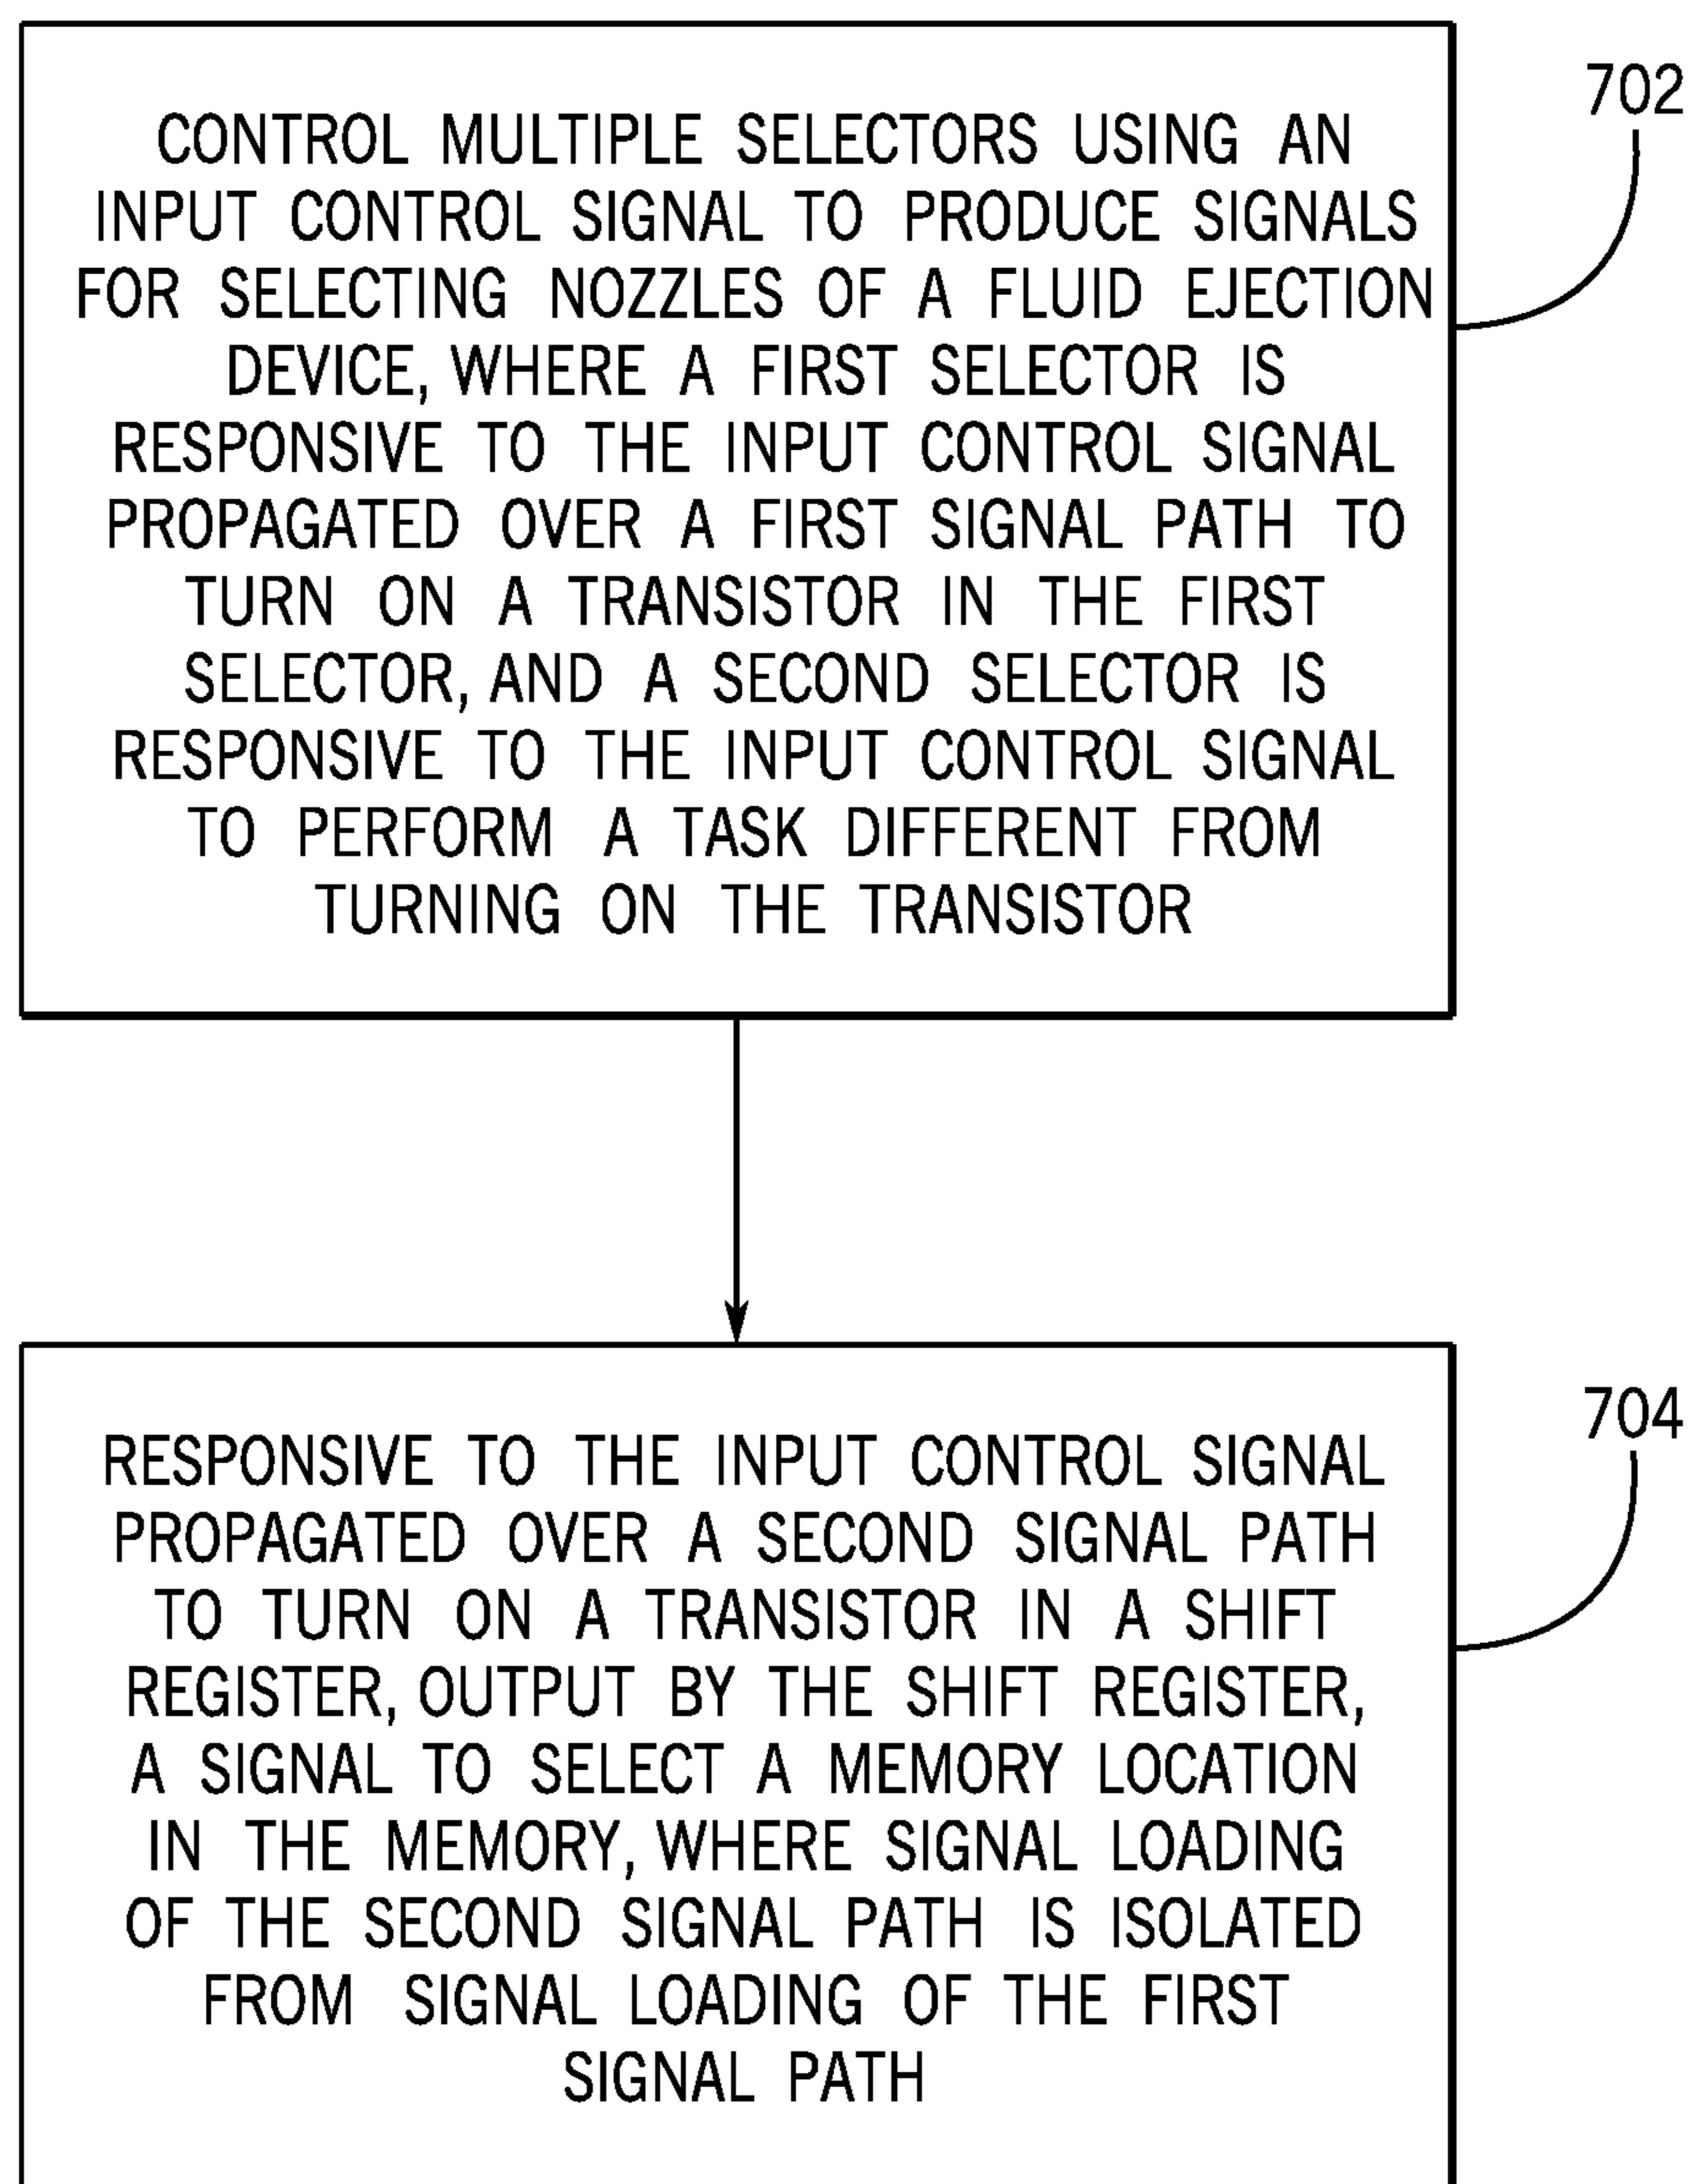 702
CONTROL MULTIPLE SELECTORS USING AN
INPUT CONTROL SIGNAL TO PRODUCE SIGNALS
FOR SELECTING NOZZLES OF A FLUID EJECTION
DEVICE, WHERE A FIRST SELECTOR IS
RESPONSIVE TO THE INPUT CONTROL SIGNAL
PROPAGATED OVER A FIRST SIGNAL PATH TO
TURN ON A TRANSISTOR IN THE FIRST
SELECTOR, AND A SECOND SELECTOR IS
RESPONSIVE TO THE INPUT CONTROL SIGNAL
TO PERFORM A TASK DIFFERENT FROM
TURNING ON THE TRANSISTOR
704
RESPONSIVE TO THE INPUT CONTROL SIGNAL
PROPAGATED OVER A SECOND SIGNAL PATH
TO TURN ON A TRANSISTOR IN A SHIFT
REGISTER, OUTPUT BY THE SHIFT REGISTER,
A SIGNAL TO SELECT A MEMORY LOCATION
IN THE MEMORY, WHERE SIGNAL LOADING
OF THE SECOND SIGNAL PATH IS ISOLATED
FROM SIGNAL LOADING OF THE FIRST
SIGNAL PATH